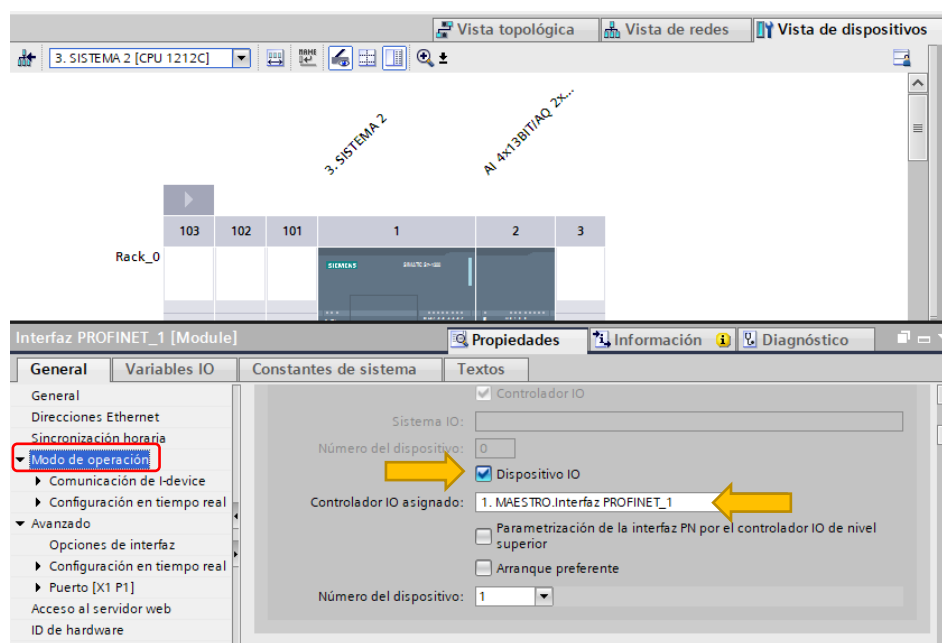 Vista topológica
Vista de redes
Vista de dispositivos
3. SISTEMA 2 [CPU 1212C]
3. SISTEMA 2
AI 4x13BIT/AQ 2x...
103 102 101 1 2 3
Rack_0
SIEMENS
Interfaz PROFINET_1 [Module]
Propiedades
Información
Diagnóstico
General
Variables IO
Constantes de sistema
Textos
General
Direcciones Ethernet
Sincronización horaria
Modo de operación
Comunicación de I-device
Configuración en tiempo real
Avanzado
Opciones de interfaz
Configuración en tiempo real
Puerto [X1 P1]
Acceso al servidor web
ID de hardware
Controlador IO
Sistema IO:
Número del dispositivo: 0
Dispositivo IO
Controlador IO asignado: 1. MAESTRO.Interfaz PROFINET_1
Parametrización de la interfaz PN por el controlador IO de nivel
superior
Arranque preferente
Número del dispositivo: 1